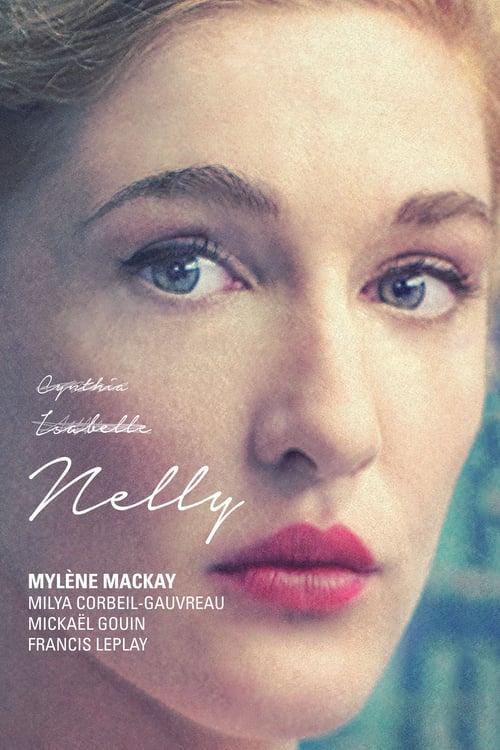 Cynthia
Isabelle
Nelly
MYLÈNE MACKAY
MILYA CORBEIL-GAUVREAU
MICKAËL GOUIN
FRANCIS LEPLAY